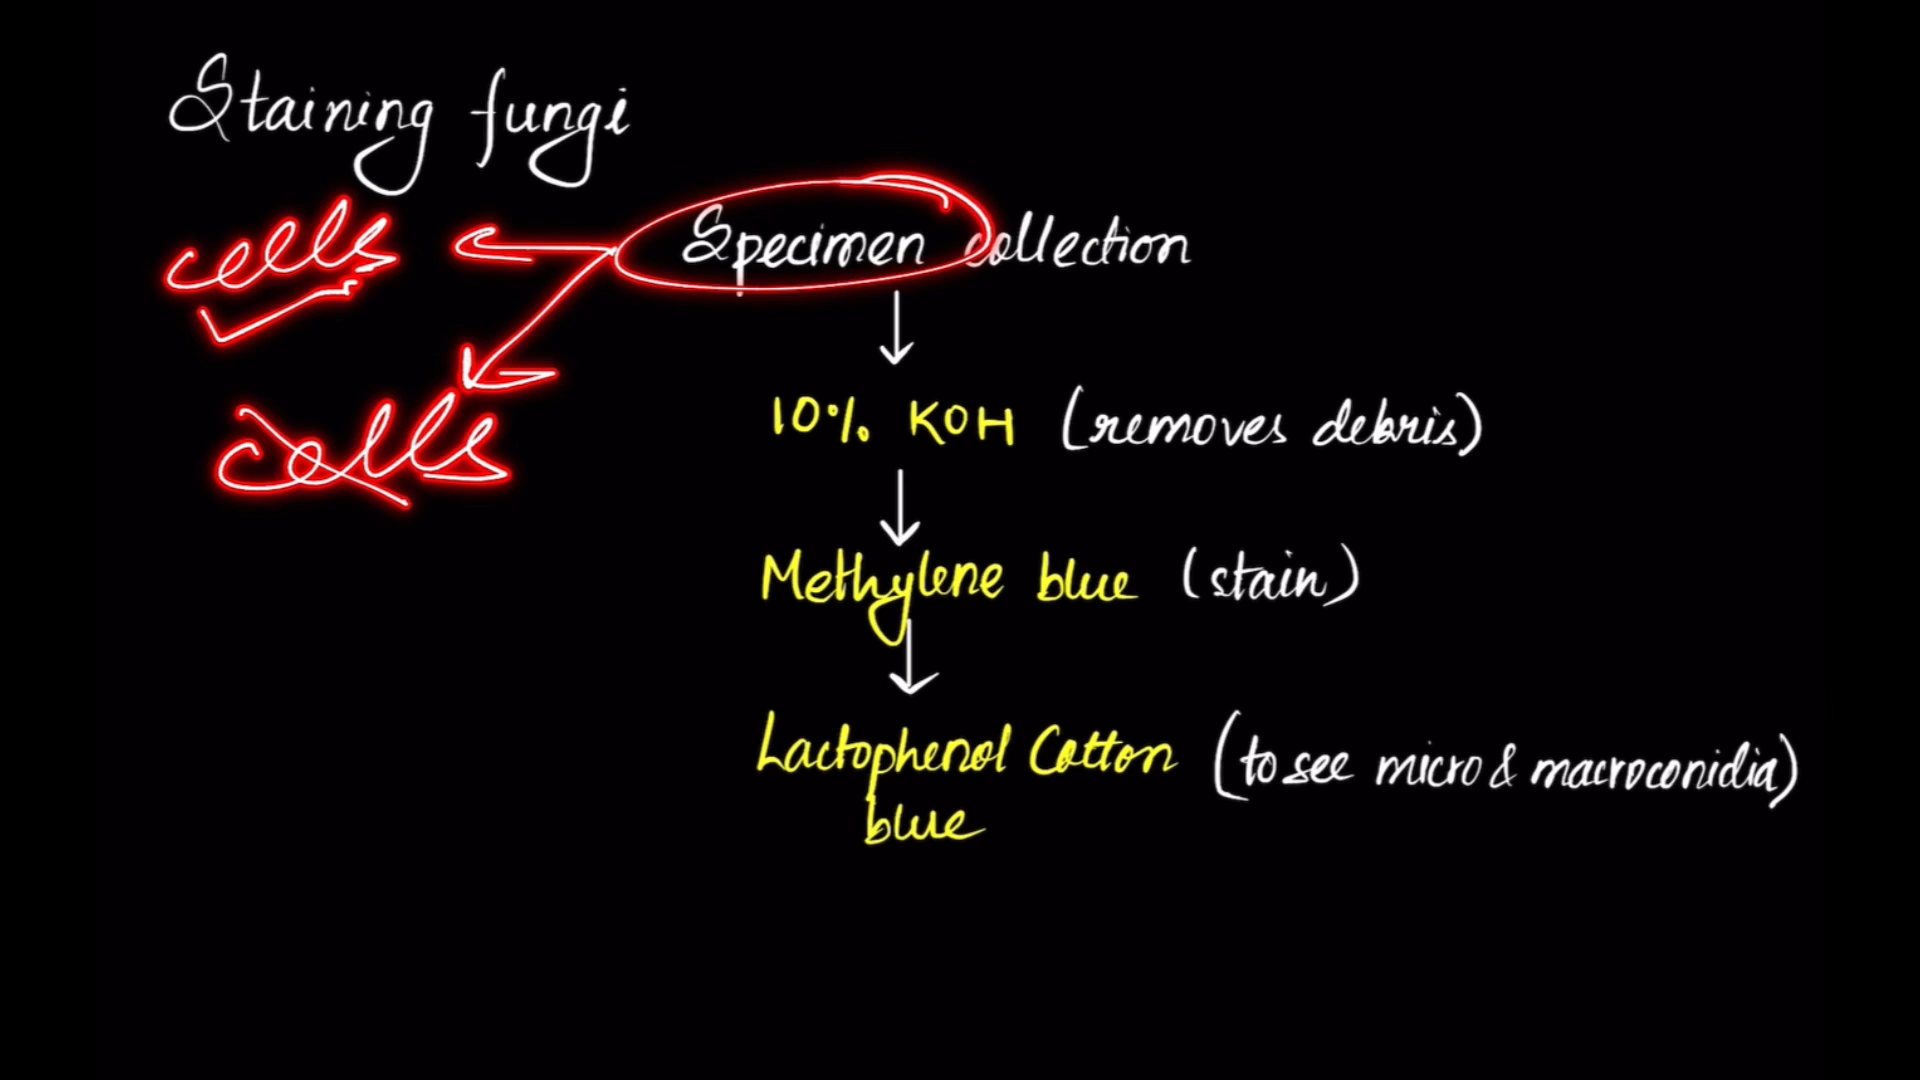 Staining fungi
cells
Specimen collection
cells
10% KOH (removes debris)
Methylene blue (stain)
Lactophenol Cotton (to see micro & macroconidia)
blue